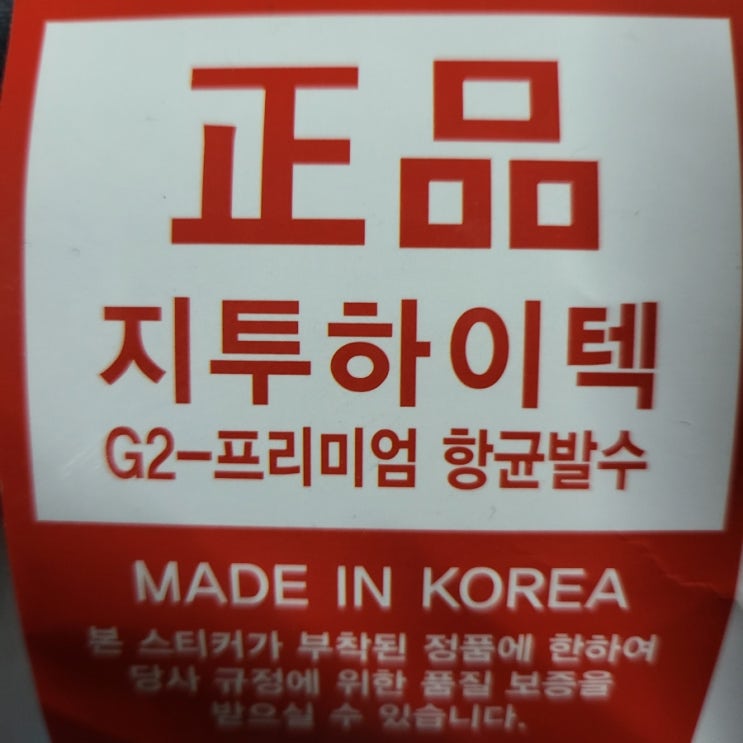 正品
지투하이텍
G2-프리미엄 항균발수
MADE IN KOREA
본 스티커가 부착된 정품에 한하여
당사 규정에 위한 품질 보증을
받으실 수 있습니다.